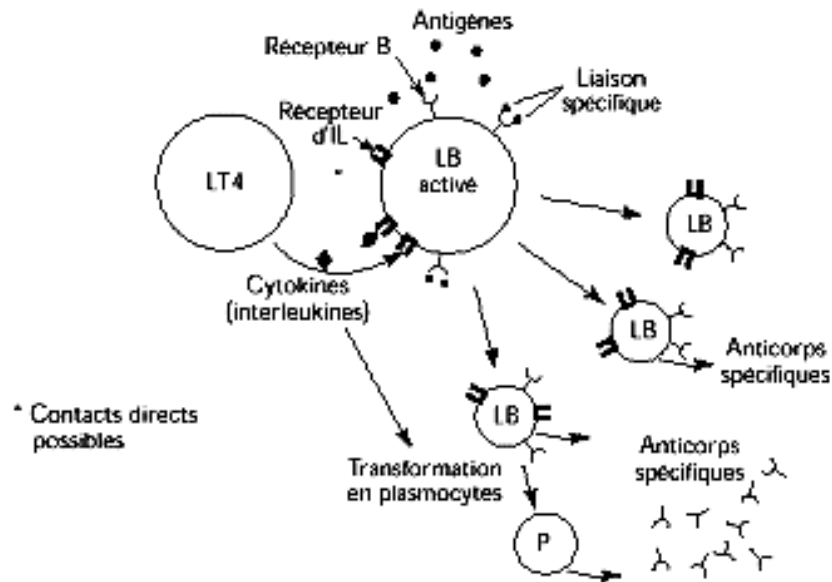 Antigènes
Récepteur B
Liaison
spécifique
Récepteur
d'IL
LT4
LB
activé
*
LB
Cytokines
(interleukines)
LB
Anticorps
spécifiques
* Contacts directs
possibles
LB
Anticorps
spécifiques
Transformation
en plasmocytes
P